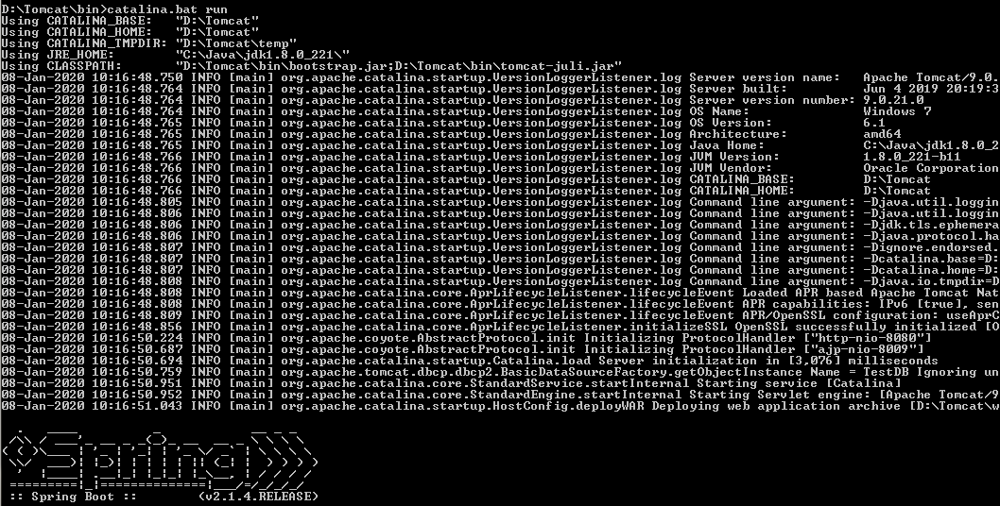 D:\Tomcat\bin>catalina.bat run
Using CATALINA_BASE:   "D:\Tomcat"
Using CATALINA_HOME:   "D:\Tomcat"
Using CATALINA_TMPDIR: "D:\Tomcat\temp"
Using JRE_HOME:        "C:\Java\jdk1.8.0_221\"
Using CLASSPATH:       "D:\Tomcat\bin\bootstrap.jar;D:\Tomcat\bin\tomcat-juli.jar"
08-Jan-2020 10:16:48.750 INFO [main] org.apache.catalina.startup.VersionLoggerListener.log Server version name:   Apache Tomcat/9.0
08-Jan-2020 10:16:48.764 INFO [main] org.apache.catalina.startup.VersionLoggerListener.log Server built:          Jun 4 2019 20:19:3
08-Jan-2020 10:16:48.764 INFO [main] org.apache.catalina.startup.VersionLoggerListener.log Server version number: 9.0.21.0
08-Jan-2020 10:16:48.764 INFO [main] org.apache.catalina.startup.VersionLoggerListener.log OS Name:               Windows 7
08-Jan-2020 10:16:48.765 INFO [main] org.apache.catalina.startup.VersionLoggerListener.log OS Version:            6.1
08-Jan-2020 10:16:48.765 INFO [main] org.apache.catalina.startup.VersionLoggerListener.log Architecture:          amd64
08-Jan-2020 10:16:48.765 INFO [main] org.apache.catalina.startup.VersionLoggerListener.log Java Home:             C:\Java\jdk1.8.0_2
08-Jan-2020 10:16:48.765 INFO [main] org.apache.catalina.startup.VersionLoggerListener.log JVM Version:           1.8.0_221-b11
08-Jan-2020 10:16:48.766 INFO [main] org.apache.catalina.startup.VersionLoggerListener.log JVM Vendor:            Oracle Corporation
08-Jan-2020 10:16:48.766 INFO [main] org.apache.catalina.startup.VersionLoggerListener.log CATALINA_BASE:         D:\Tomcat
08-Jan-2020 10:16:48.766 INFO [main] org.apache.catalina.startup.VersionLoggerListener.log CATALINA_HOME:         D:\Tomcat
08-Jan-2020 10:16:48.805 INFO [main] org.apache.catalina.startup.VersionLoggerListener.log Command line argument: -Djava.util.loggin
08-Jan-2020 10:16:48.806 INFO [main] org.apache.catalina.startup.VersionLoggerListener.log Command line argument: -Djava.util.loggin
08-Jan-2020 10:16:48.806 INFO [main] org.apache.catalina.startup.VersionLoggerListener.log Command line argument: -Djdk.tls.ephemer
08-Jan-2020 10:16:48.806 INFO [main] org.apache.catalina.startup.VersionLoggerListener.log Command line argument: -Djava.protocol.ha
08-Jan-2020 10:16:48.807 INFO [main] org.apache.catalina.startup.VersionLoggerListener.log Command line argument: -Dignore.endorsed.
08-Jan-2020 10:16:48.807 INFO [main] org.apache.catalina.startup.VersionLoggerListener.log Command line argument: -Dcatalina.base=D:
08-Jan-2020 10:16:48.807 INFO [main] org.apache.catalina.startup.VersionLoggerListener.log Command line argument: -Dcatalina.home=D:
08-Jan-2020 10:16:48.808 INFO [main] org.apache.catalina.startup.VersionLoggerListener.log Command line argument: -Djava.io.tmpdir=D
08-Jan-2020 10:16:48.808 INFO [main] org.apache.catalina.core.AprLifecycleListener.lifecycleEvent Loaded APR based Apache Tomcat Nat
08-Jan-2020 10:16:48.808 INFO [main] org.apache.catalina.core.AprLifecycleListener.lifecycleEvent APR capabilities: IPv6 [true], sen
08-Jan-2020 10:16:48.809 INFO [main] org.apache.catalina.core.AprLifecycleListener.lifecycleEvent APR/OpenSSL configuration: useAprC
08-Jan-2020 10:16:48.856 INFO [main] org.apache.catalina.core.AprLifecycleListener.initializeSSL OpenSSL successfully initialized [O
08-Jan-2020 10:16:50.224 INFO [main] org.apache.coyote.AbstractProtocol.init Initializing ProtocolHandler ["http-nio-8080"]
08-Jan-2020 10:16:50.687 INFO [main] org.apache.coyote.AbstractProtocol.init Initializing ProtocolHandler ["ajp-nio-8009"]
08-Jan-2020 10:16:50.694 INFO [main] org.apache.catalina.startup.Catalina.load Server initialization in [3,076] milliseconds
08-Jan-2020 10:16:50.759 INFO [main] org.apache.tomcat.dbcp.dbcp2.BasicDataSourceFactory.getObjectInstance Name = TestDB Ignoring un
08-Jan-2020 10:16:50.951 INFO [main] org.apache.catalina.core.StandardService.startInternal Starting service [Catalina]
08-Jan-2020 10:16:50.952 INFO [main] org.apache.catalina.core.StandardEngine.startInternal Starting Servlet engine: [Apache Tomcat/9
08-Jan-2020 10:16:51.043 INFO [main] org.apache.catalina.startup.HostConfig.deployWAR Deploying web application archive [D:\Tomcat\w
Spring
:: Spring Boot ::        (v2.1.4.RELEASE)